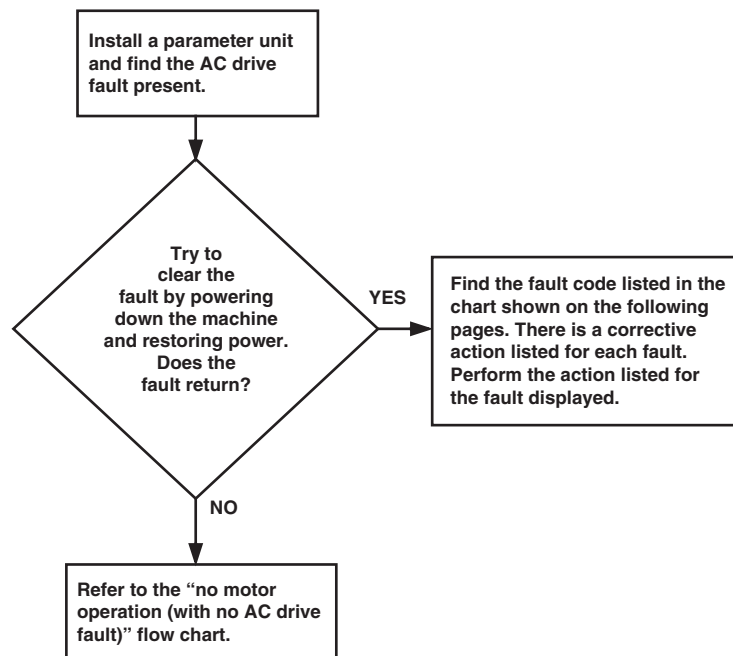 Install a parameter unit
and find the AC drive
fault present.
Try to
clear the
fault by powering
down the machine
and restoring power.
Does the
fault return?
YES
Find the fault code listed in the
chart shown on the following
pages. There is a corrective
action listed for each fault.
Perform the action listed for
the fault displayed.
NO
Refer to the “no motor
operation (with no AC drive
fault)” flow chart.